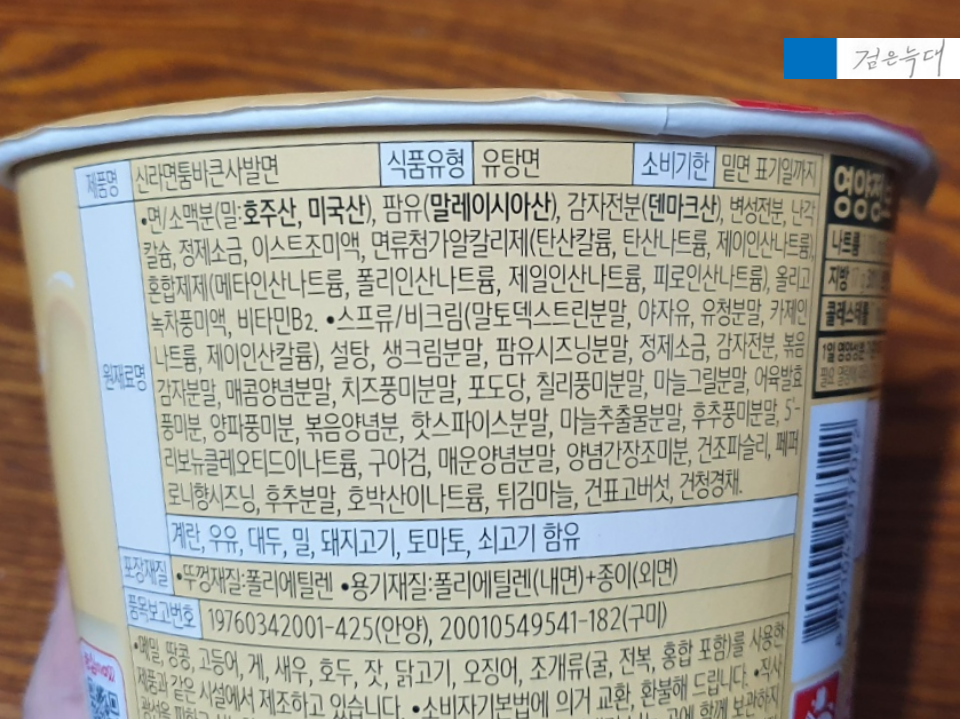 검은늑대
제품명 신라면툼바큰사발면 식품유형 유탕면 소비기한 밑면 표기일까지
원재료명
•면/소맥분(밀:호주산, 미국산), 팜유(말레이시아산), 감자전분(덴마크산), 변성전분, 난각
칼슘, 정제소금, 이스트조미액, 면류첨가알칼리제(탄산칼륨, 탄산나트륨, 제이인산나트륨),
혼합제제(메타인산나트륨, 폴리인산나트륨, 제일인산나트륨, 피로인산나트륨), 올리고
녹차풍미액, 비타민B2. •스프류/비크림(말토덱스트린분말, 야자유, 유청분말, 카제인
나트륨, 제이인산칼륨), 설탕, 생크림분말, 팜유시즈닝분말, 정제소금, 감자전분, 볶음
감자분말, 매콤양념분말, 치즈풍미분말, 포도당, 칠리풍미분말, 마늘그릴분말, 어육발효
풍미분, 양파풍미분, 볶음양념분, 핫스파이스분말, 마늘추출물분말, 후추풍미분말, 5'-
리보뉴클레오티드이나트륨, 구아검, 매운양념분말, 양념간장조미분, 건조파슬리, 페퍼
로니향시즈닝, 후추분말, 호박산이나트륨, 튀김마늘, 건표고버섯, 건청경채.
계란, 우유, 대두, 밀, 돼지고기, 토마토, 쇠고기 함유
포장재질 •뚜껑재질:폴리에틸렌 •용기재질:폴리에틸렌(내면)+종이(외면)
품목보고번호 19760342001-425(안양), 20010549541-182(구미)
•메밀, 땅콩, 고등어, 게, 새우, 호두, 잣, 닭고기, 오징어, 조개류(굴, 전복, 홍합 포함)를 사용한
제품과 같은 시설에서 제조하고 있습니다. •소비자기본법에 의거 교환, 환불해 드립니다. •직사
영양정보
나트륨
지방
콜레스테롤
1일 영양성분